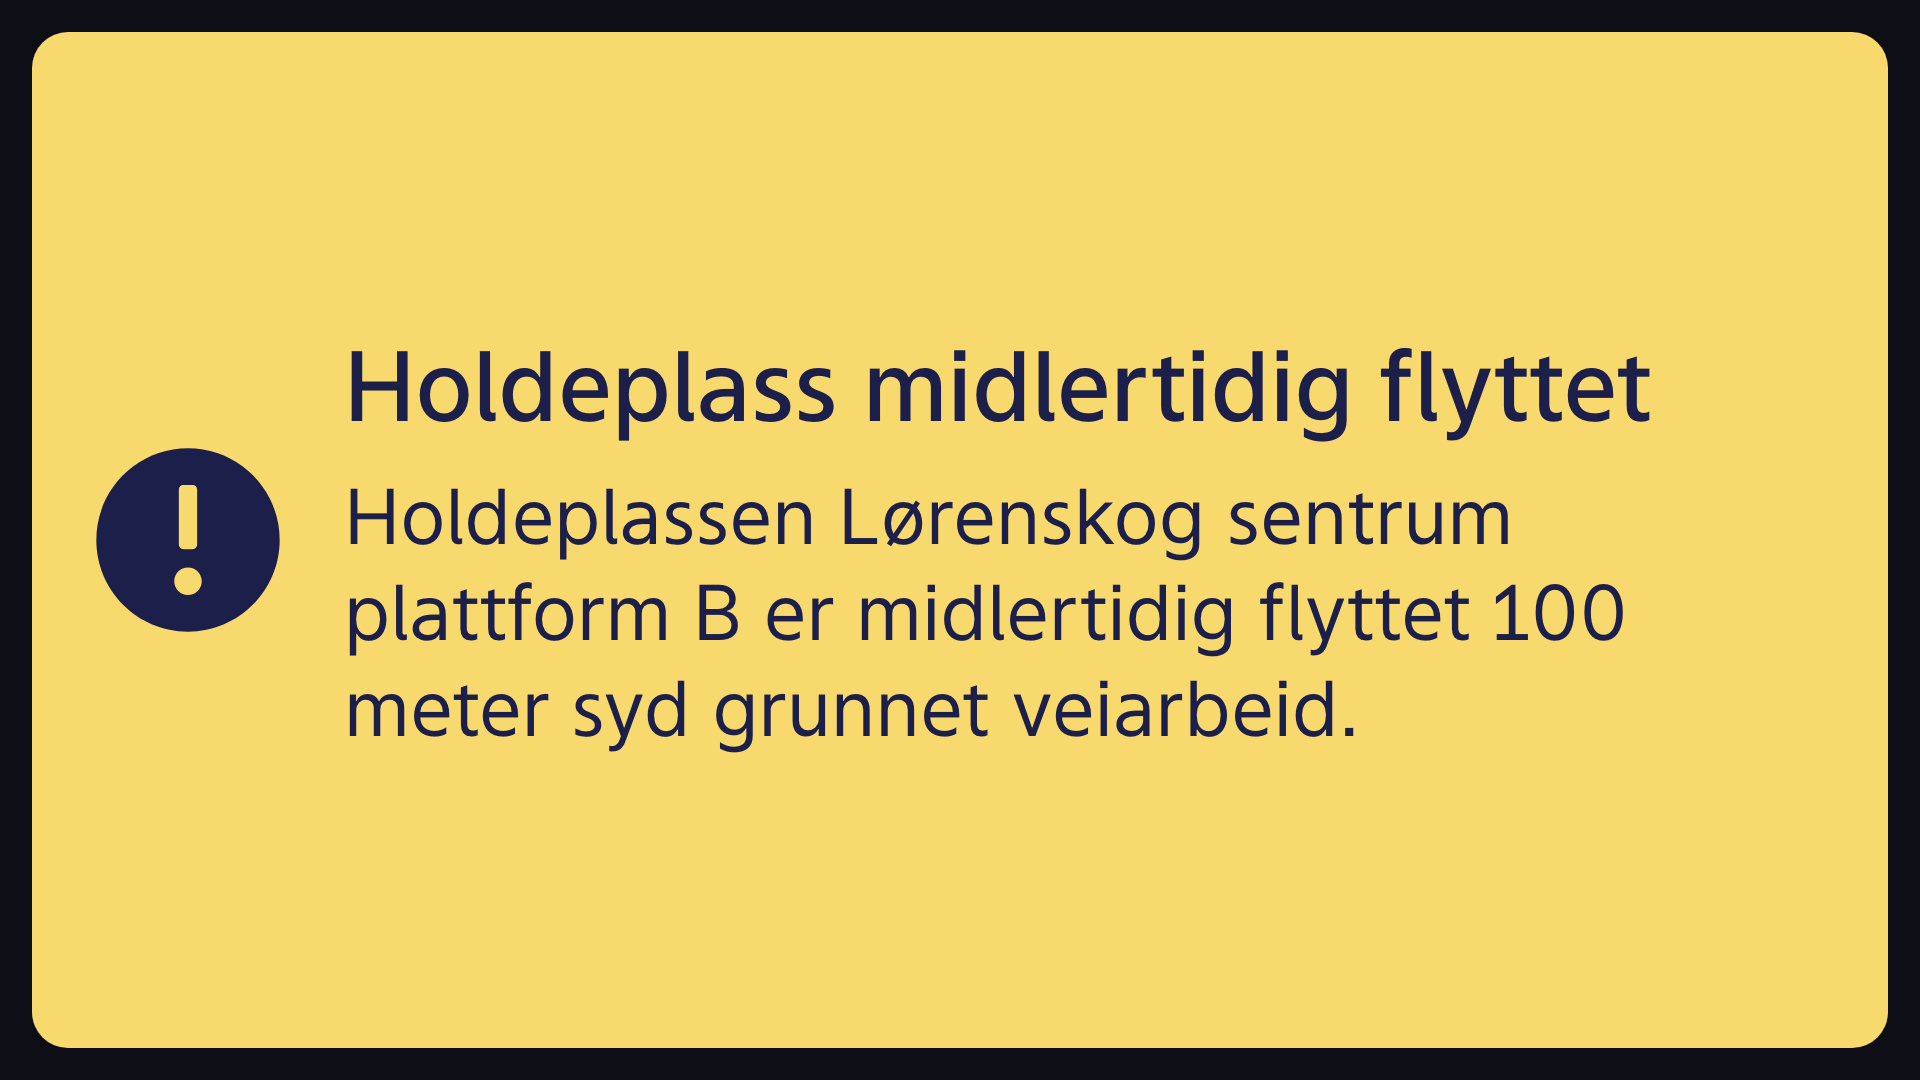 Holdeplass midlertidig flyttet
Holdeplassen Lørenskog sentrum
plattform B er midlertidig flyttet 100
meter syd grunnet veiarbeid.